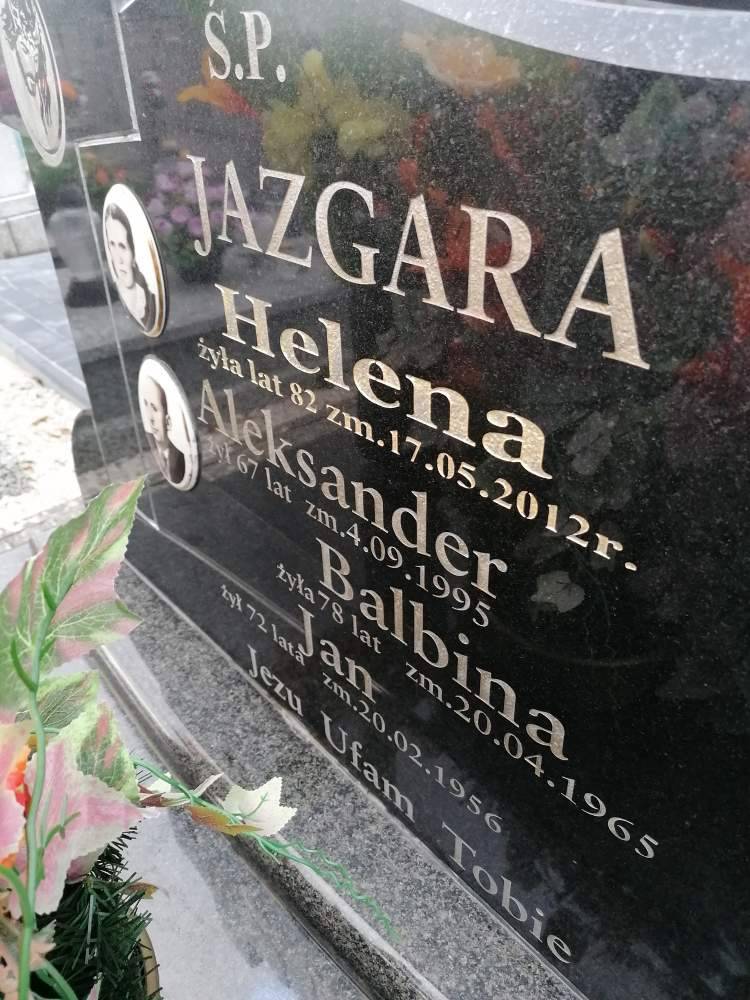 Ś.P.
JAZGARA
Helena
żyła lat 82 zm.17.05.2012r.
Aleksander
żył 67 lat zm.4.09.1995
Balbina
żyła 78 lat zm.20.04.1965
Jan
żył 72 lata zm.20.02.1956
Jezu Ufam Tobie